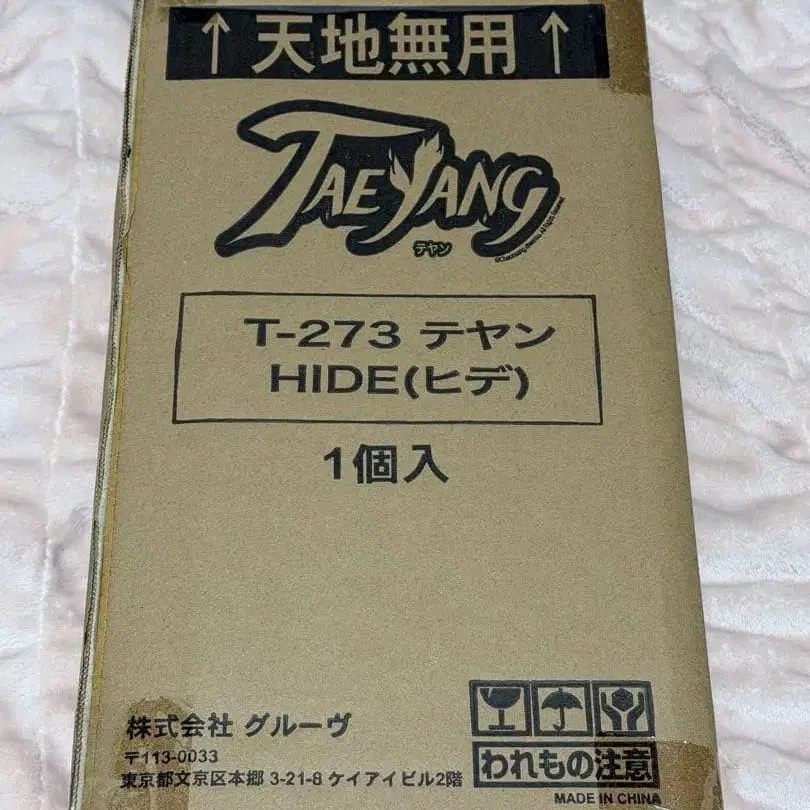 ↑天地無用↑
TAEYANG
テヤン
T-273 テヤン
HIDE(ヒデ)
1個入
株式会社 グルーヴ
〒113-0033
東京都文京区本郷 3-21-8 ケイアイビル2階
われもの注意
MADE IN CHINA